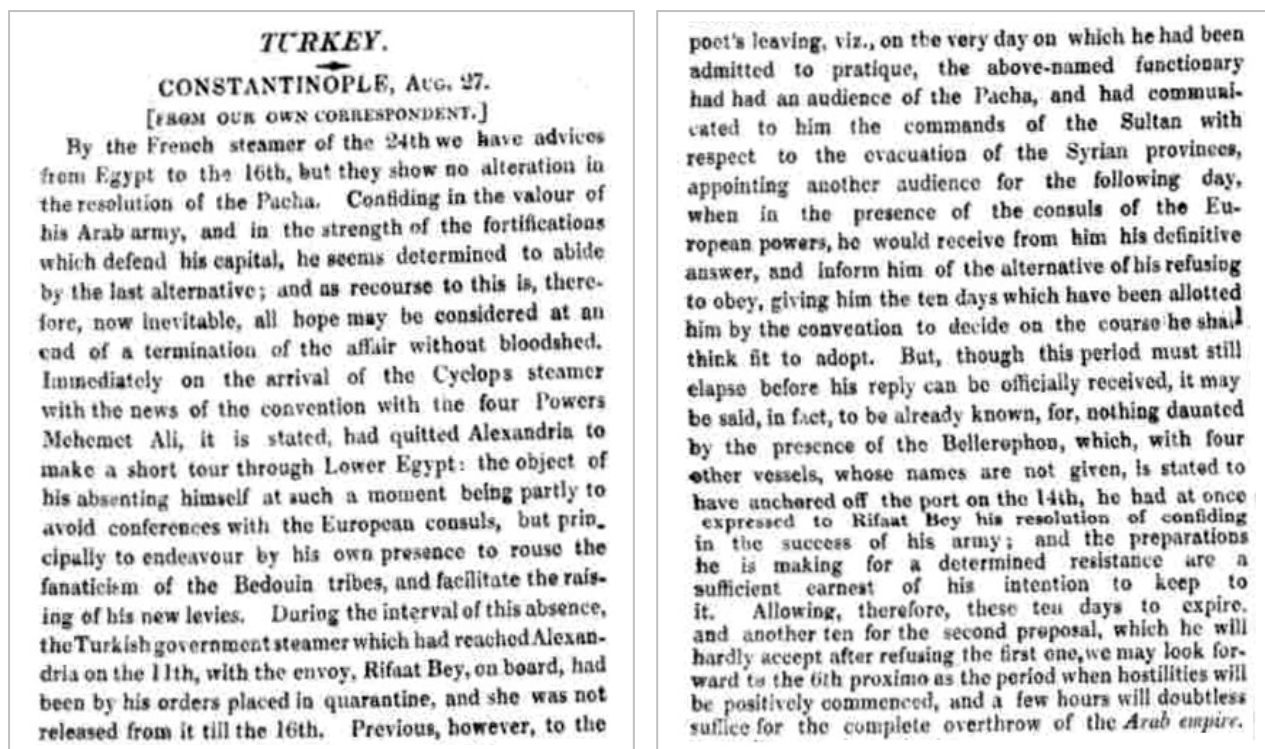 TURKEY.
CONSTANTINOPLE, AUG. 27.
[FROM OUR OWN CORRESPONDENT.]
By the French steamer of the 24th we have advices
from Egypt to the 16th, but they show no alteration in
the resolution of the Pacha. Confiding in the valour of
his Arab army, and in the strength of the fortifications
which defend his capital, he seems determined to abide
by the last alternative; and as recourse to this is, there-
fore, now inevitable, all hope may be considered at an
end of a termination of the affair without bloodshed.
Immediately on the arrival of the Cyclops steamer
with the news of the convention with the four Powers
Mehemet Ali, it is stated, had quitted Alexandria to
make a short tour through Lower Egypt: the object of
his absenting himself at such a moment being partly to
avoid conferences with the European consuls, but prin-
cipally to endeavour by his own presence to rouse the
fanaticism of the Bedouin tribes, and facilitate the rais-
ing of his new levies. During the interval of this absence,
the Turkish government steamer which had reached Alexan-
dria on the 11th, with the envoy, Rifaat Bey, on board, had
been by his orders placed in quarantine, and she was not
released from it till the 16th. Previous, however, to the
poct's leaving, viz., on the very day on which he had been
admitted to pratique, the above-named functionary
had had an audience of the Pacha, and had communi-
cated to him the commands of the Sultan with
respect to the evacuation of the Syrian provinces,
appointing another audience for the following day,
when in the presence of the consuls of the Eu-
ropean powers, he would receive from him his definitive
answer, and inform him of the alternative of his refusing
to obey, giving him the ten days which have been allotted
him by the convention to decide on the course he shall
think fit to adopt. But, though this period must still
elapse before his reply can be officially received, it may
be said, in fact, to be already known, for, nothing daunted
by the presence of the Bellerophon, which, with four
other vessels, whose names are not given, is stated to
have anchored off the port on the 14th, he had at once
expressed to Rifaat Bey his resolution of confiding
in the success of his army; and the preparations
he is making for a determined resistance are a
sufficient earnest of his intention to keep to
it. Allowing, therefore, these ten days to expire,
and another ten for the second proposal, which he will
hardly accept after refusing the first one, we may look for-
ward to the 6th proximo as the period when hostilities will
be positively commenced, and a few hours will doubtless
suffice for the complete overthrow of the Arab empire.